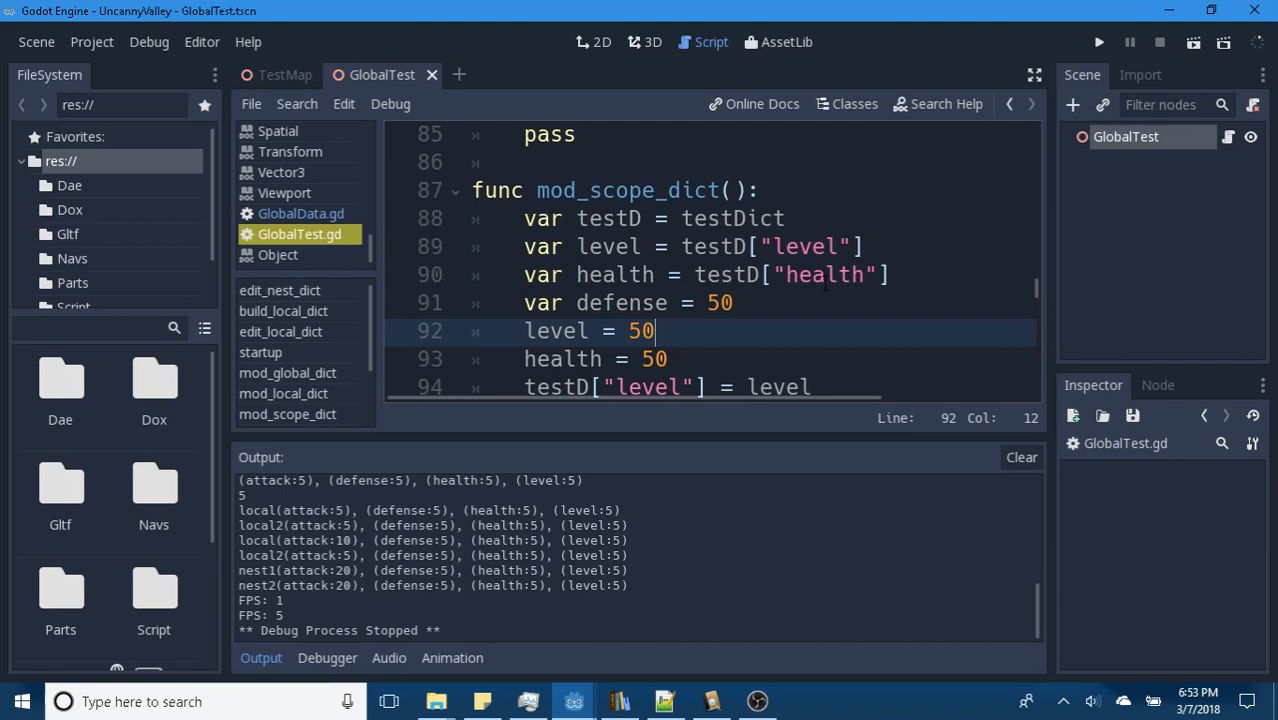 Godot Engine - UncannyValley - GlobalTest.tscn
Scene Project Debug Editor Help
2D 3D Script AssetLib
FileSystem
res://
Favorites:
res://
Dae
Dox
Gltf
Navs
Parts
Script
Dae Dox
Gltf Navs
Parts Script
TestMap GlobalTest
File Search Edit Debug
Online Docs Classes Search Help
Spatial
Transform
Vector3
Viewport
GlobalData.gd
GlobalTest.gd
Object
edit_nest_dict
build_local_dict
edit_local_dict
startup
mod_global_dict
mod_local_dict
mod_scope_dict
85 pass
86
87 func mod_scope_dict():
88 var testD = testDict
89 var level = testD["level"]
90 var health = testD["health"]
91 var defense = 50
92 level = 50
93 health = 50
94 testD["level"] = level
Line: 92 Col: 12
Output: Clear
(attack:5), (defense:5), (health:5), (level:5)
5
local(attack:5), (defense:5), (health:5), (level:5)
local2(attack:5), (defense:5), (health:5), (level:5)
local(attack:10), (defense:5), (health:5), (level:5)
local2(attack:5), (defense:5), (health:5), (level:5)
nest1(attack:20), (defense:5), (health:5), (level:5)
nest2(attack:20), (defense:5), (health:5), (level:5)
FPS: 1
FPS: 5
** Debug Process Stopped **
Output Debugger Audio Animation
Scene Import
Filter nodes
GlobalTest
Inspector Node
GlobalTest.gd
Type here to search
6:53 PM
3/7/2018